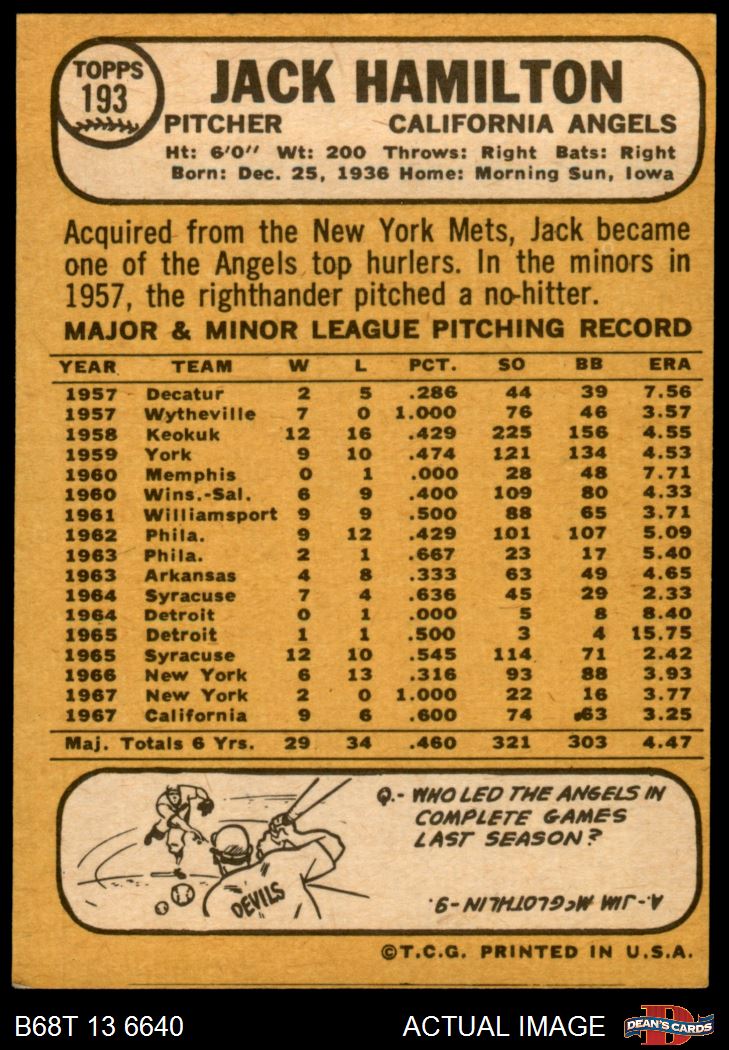 TOPPS
193
JACK HAMILTON
PITCHER CALIFORNIA ANGELS
Ht: 6'0" Wt: 200 Throws: Right Bats: Right
Born: Dec. 25, 1936 Home: Morning Sun, Iowa
Acquired from the New York Mets, Jack became
one of the Angels top hurlers. In the minors in
1957, the righthander pitched a no-hitter.
MAJOR & MINOR LEAGUE PITCHING RECORD
YEAR TEAM W L PCT. SO BB ERA
1957 Decatur 2 5 .286 44 39 7.56
1957 Wytheville 7 0 1.000 76 46 3.57
1958 Keokuk 12 16 .429 225 156 4.55
1959 York 9 10 .474 121 134 4.53
1960 Memphis 0 1 .000 28 48 7.71
1960 Wins.-Sal. 6 9 .400 109 80 4.33
1961 Williamsport 9 9 .500 88 65 3.71
1962 Phila. 9 12 .429 101 107 5.09
1963 Phila. 2 1 .667 23 17 5.40
1963 Arkansas 4 8 .333 63 49 4.65
1964 Syracuse 7 4 .636 45 29 2.33
1964 Detroit 0 1 .000 5 8 8.40
1965 Detroit 1 1 .500 3 4 15.75
1965 Syracuse 12 10 .545 114 71 2.42
1966 New York 6 13 .316 93 88 3.93
1967 New York 2 0 1.000 22 16 3.77
1967 California 9 6 .600 74 63 3.25
Maj. Totals 6 Yrs. 29 34 .460 321 303 4.47
Q.- WHO LED THE ANGELS IN
COMPLETE GAMES
LAST SEASON?
DEVILS
A.- JIM McGLOTHLIN -9.
©T.C.G. PRINTED IN U.S.A.
B68T 13 6640 ACTUAL IMAGE
DEAN'S CARDS